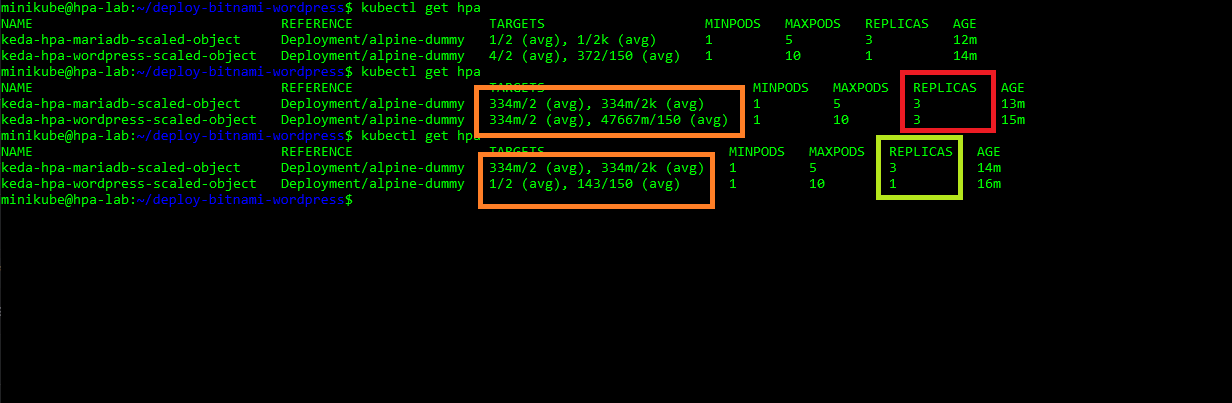 minikube@hpa-lab:~/deploy-bitnami-wordpress$ kubectl get hpa
NAME REFERENCE TARGETS MINPODS MAXPODS REPLICAS AGE
keda-hpa-mariadb-scaled-object Deployment/alpine-dummy 1/2 (avg), 1/2k (avg) 1 5 3 12m
keda-hpa-wordpress-scaled-object Deployment/alpine-dummy 4/2 (avg), 372/150 (avg) 1 10 1 14m
minikube@hpa-lab:~/deploy-bitnami-wordpress$ kubectl get hpa
NAME REFERENCE TARGETS MINPODS MAXPODS REPLICAS AGE
keda-hpa-mariadb-scaled-object Deployment/alpine-dummy 334m/2 (avg), 334m/2k (avg) 1 5 3 13m
keda-hpa-wordpress-scaled-object Deployment/alpine-dummy 334m/2 (avg), 47667m/150 (avg) 1 10 3 15m
minikube@hpa-lab:~/deploy-bitnami-wordpress$ kubectl get hpa
NAME REFERENCE TARGETS MINPODS MAXPODS REPLICAS AGE
keda-hpa-mariadb-scaled-object Deployment/alpine-dummy 334m/2 (avg), 334m/2k (avg) 1 5 3 14m
keda-hpa-wordpress-scaled-object Deployment/alpine-dummy 1/2 (avg), 143/150 (avg) 1 10 1 16m
minikube@hpa-lab:~/deploy-bitnami-wordpress$